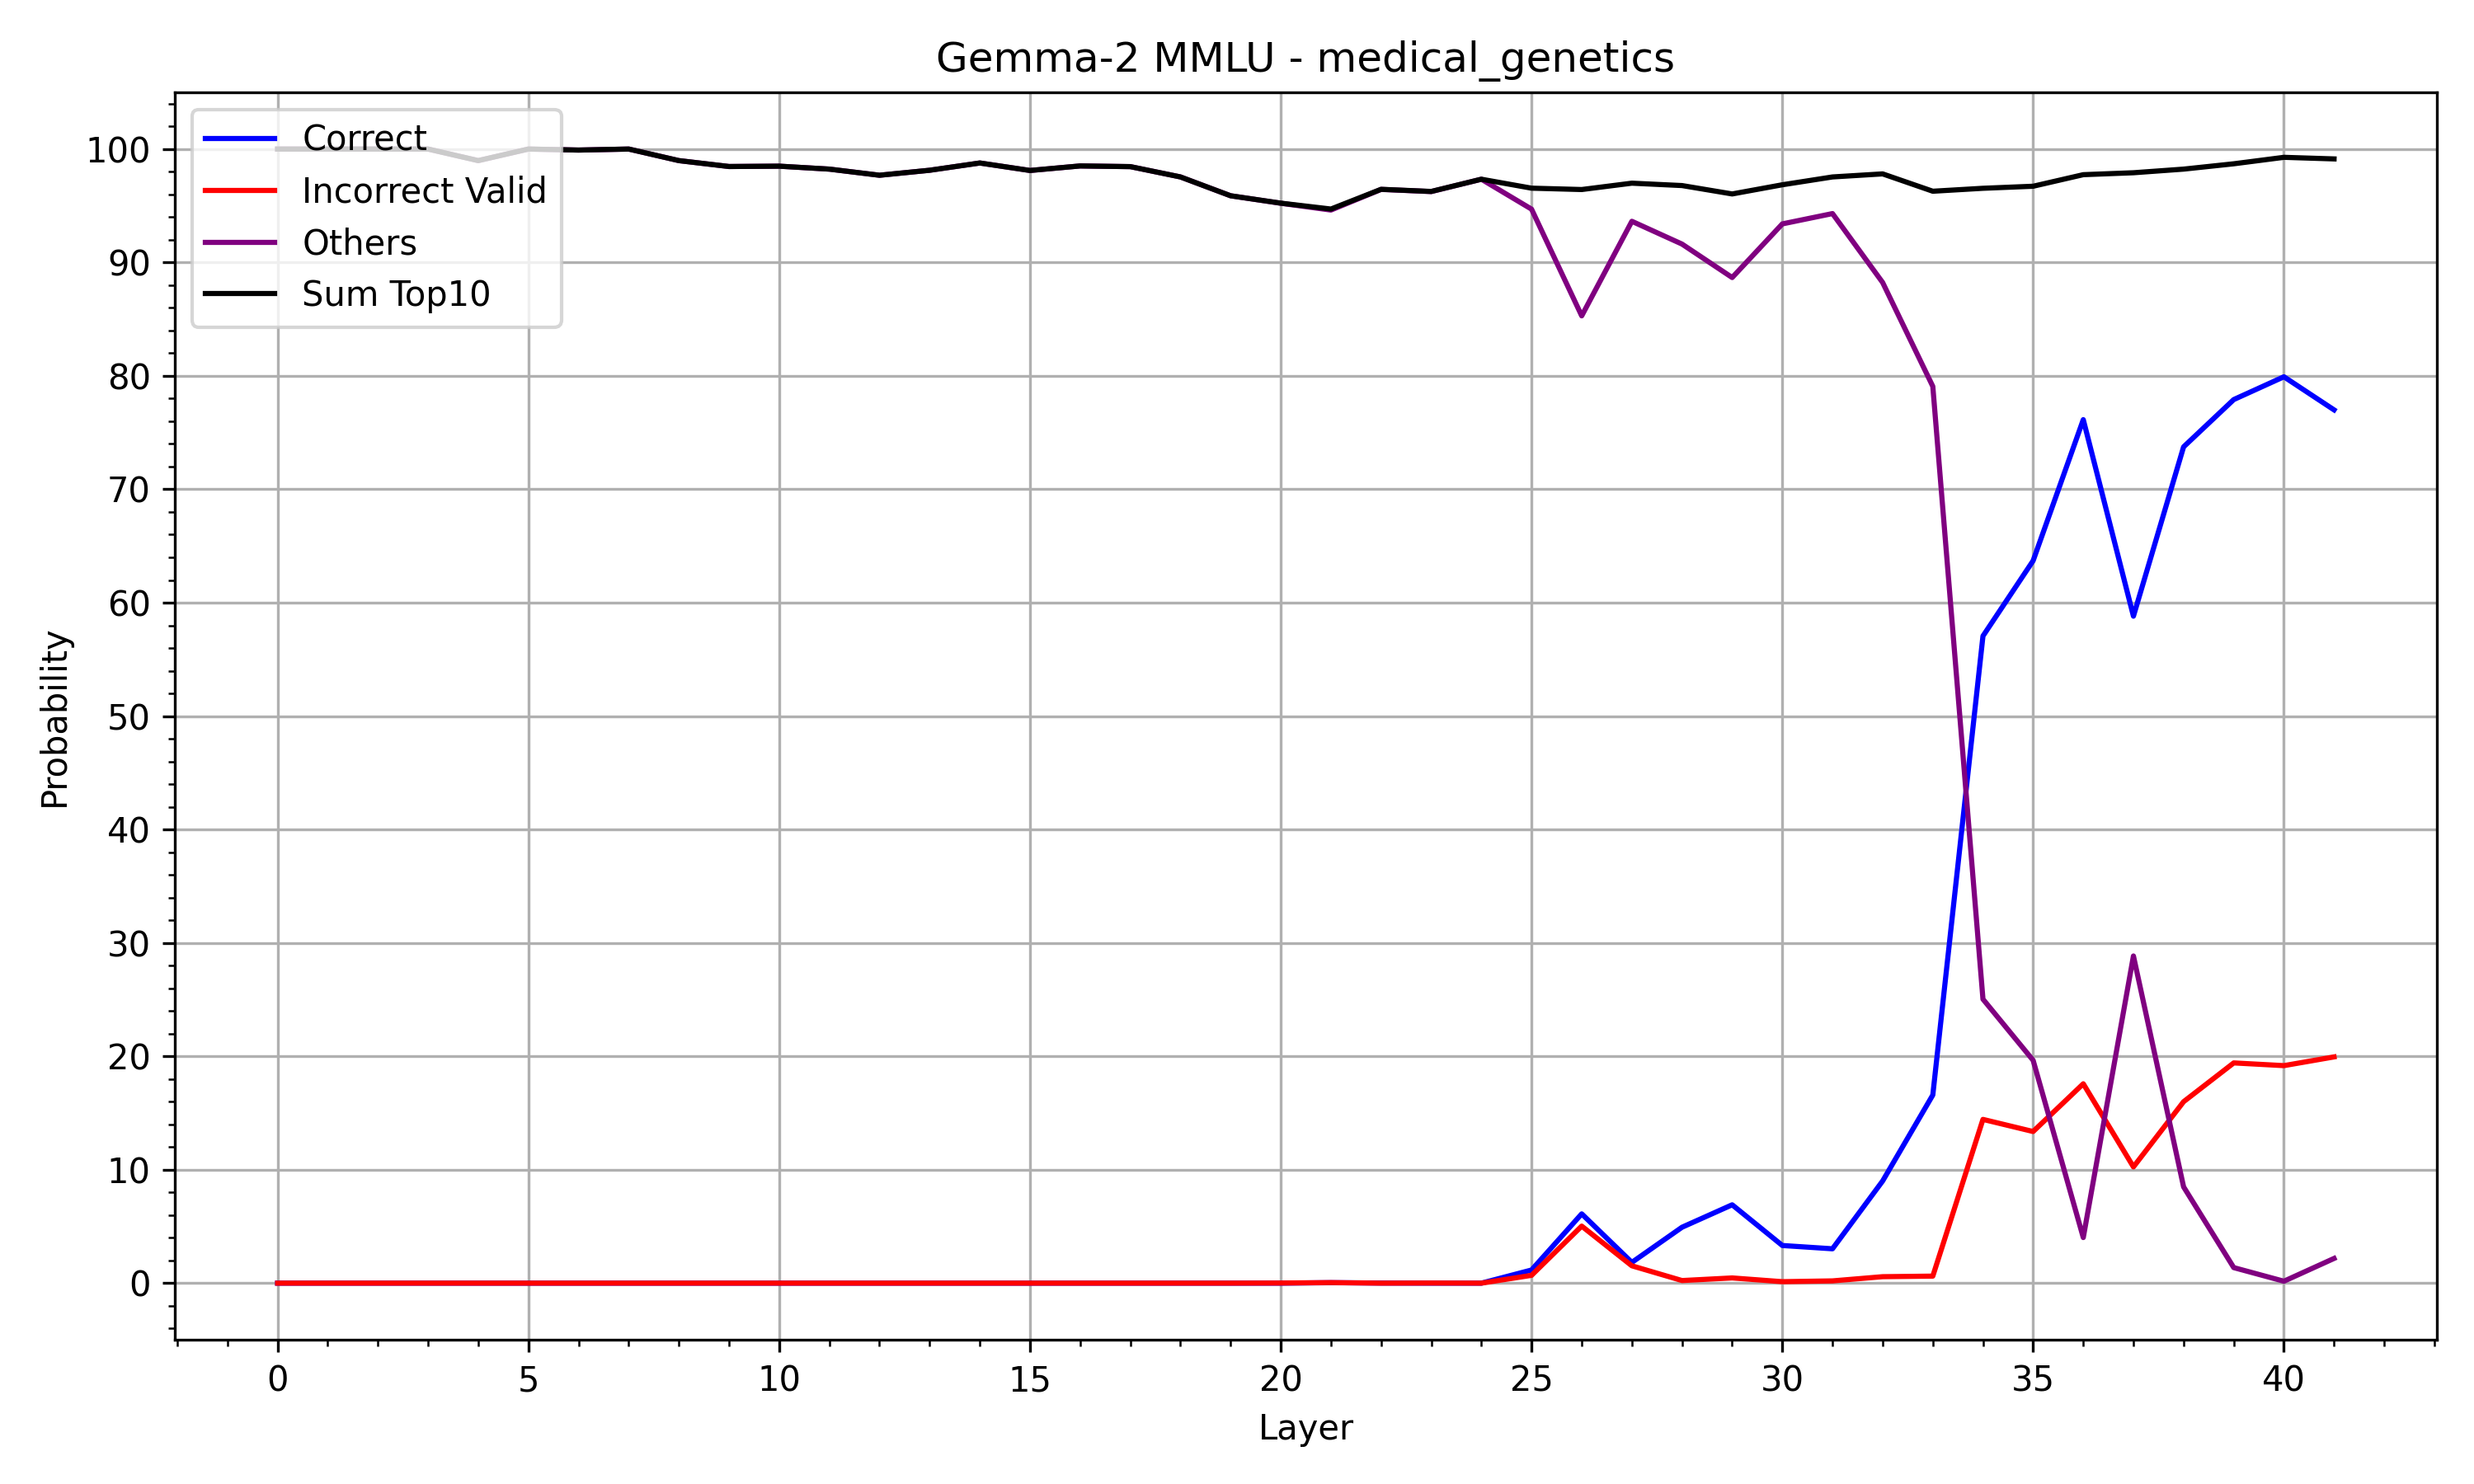 Gemma-2 MMLU - medical_genetics
Correct
Incorrect Valid
Others
Sum Top10
100
90
80
70
60
50
40
30
20
10
0
Probability
0 5 10 15 20 25 30 35 40
Layer